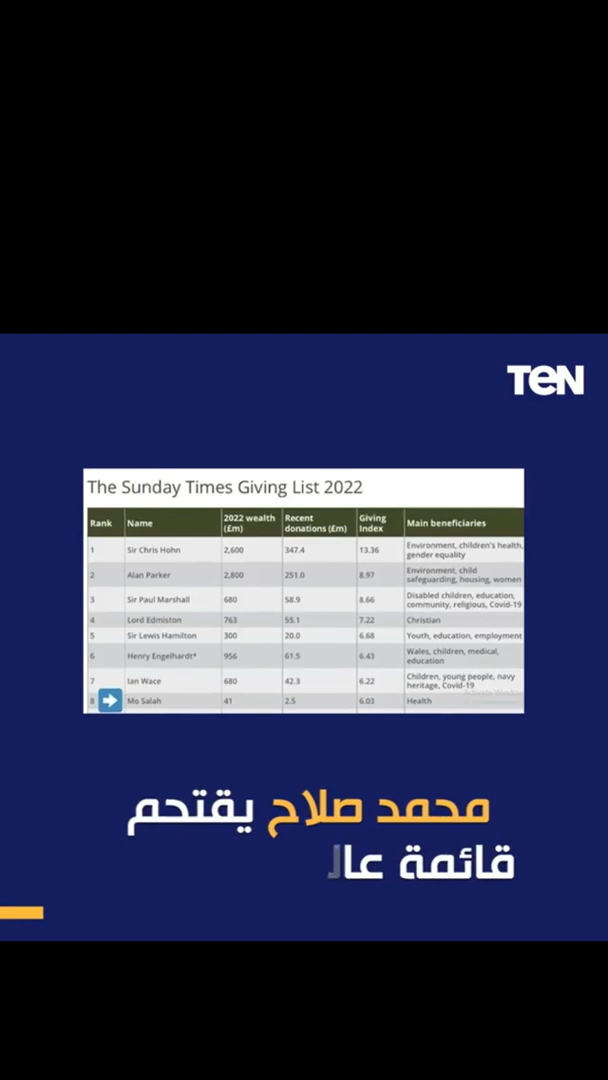 TEN
The Sunday Times Giving List 2022
Rank Name 2022 wealth (£m) Recent donations (£m) Giving Index Main beneficiaries
1 Sir Chris Hohn 2,600 347.4 13.36 Environment, children's health, gender equality
2 Alan Parker 2,800 251.0 8.97 Environment, child safeguarding, housing, women
3 Sir Paul Marshall 680 58.9 8.66 Disabled children, education, community, religious, Covid-19
4 Lord Edmiston 763 55.1 7.22 Christian
5 Sir Lewis Hamilton 300 20.0 6.68 Youth, education, employment
6 Henry Engelhardt* 956 61.5 6.43 Wales, children, medical, education
7 Ian Wace 680 42.3 6.22 Children, young people, navy heritage, Covid-19
Activate Window
8 Mo Salah 41 2.5 6.03 Health
محمد صلاح يقتحم
قائمة عال